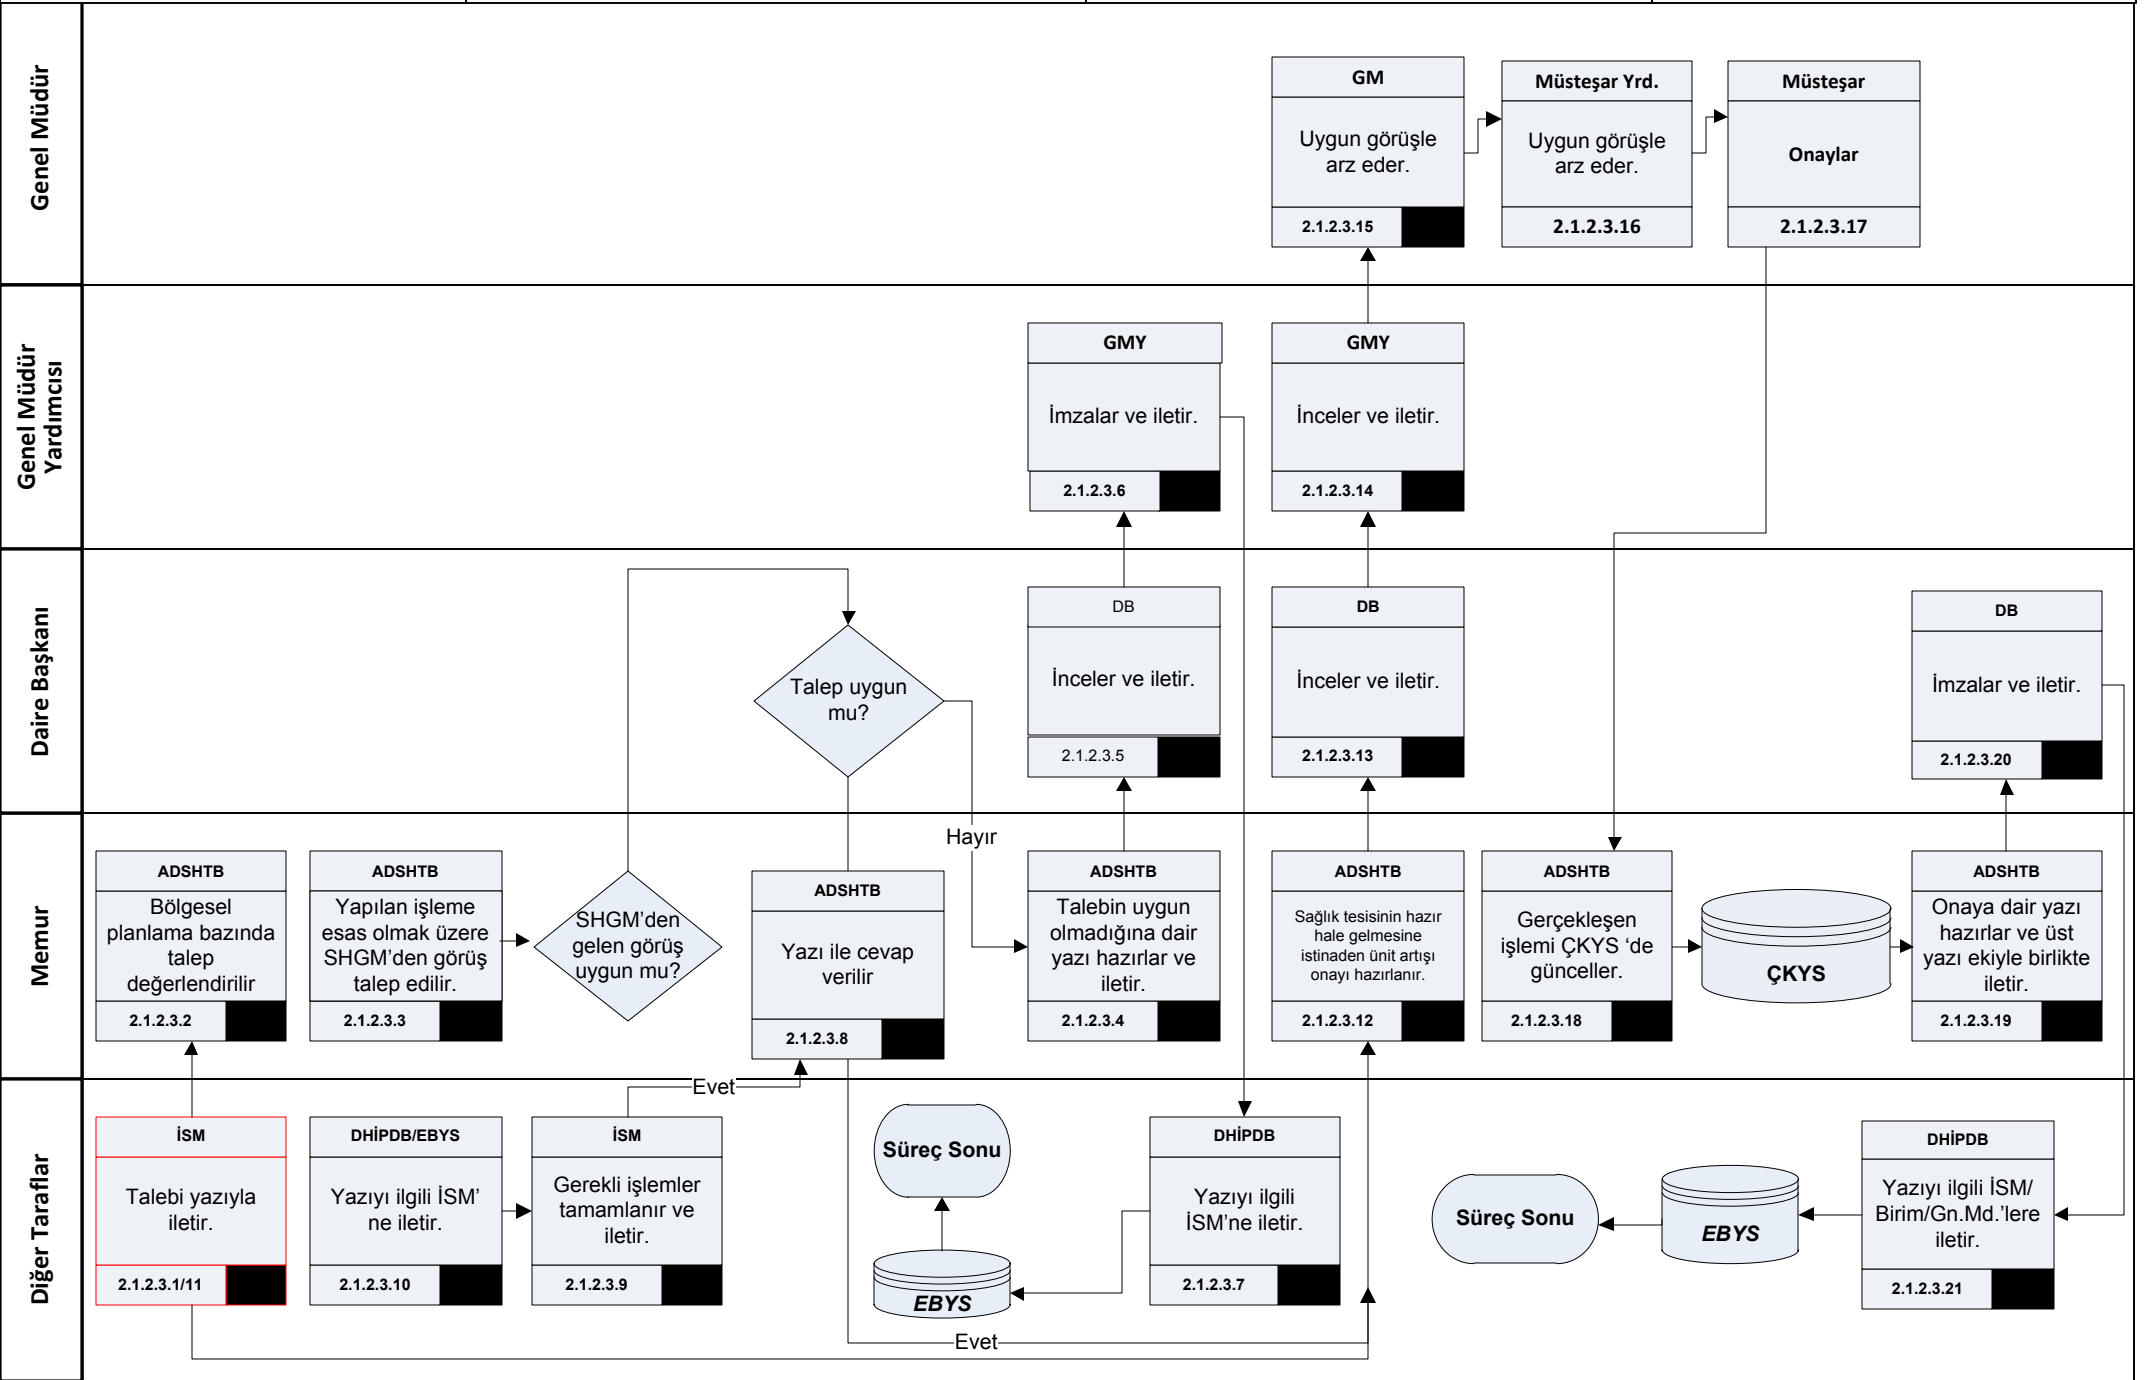 Genel Müdür
GM
Uygun görüşle
arz eder.
2.1.2.3.15
Müsteşar Yrd.
Uygun görüşle
arz eder.
2.1.2.3.16
Müsteşar
Onaylar
2.1.2.3.17
Genel Müdür
Yardımcısı
GMY
İmzalar ve iletir.
2.1.2.3.6
GMY
İnceler ve iletir.
2.1.2.3.14
Daire Başkanı
Talep uygun
mu?
DB
İnceler ve iletir.
2.1.2.3.5
DB
İnceler ve iletir.
2.1.2.3.13
DB
İmzalar ve iletir.
2.1.2.3.20
Memur
ADSHTB
Bölgesel
planlama bazında
talep
değerlendirilir
2.1.2.3.2
ADSHTB
Yapılan işleme
esas olmak üzere
SHGM’den görüş
talep edilir.
2.1.2.3.3
SHGM’den
gelen görüş
uygun mu?
ADSHTB
Yazı ile cevap
verilir
2.1.2.3.8
Hayır
ADSHTB
Talebin uygun
olmadığına dair
yazı hazırlar ve
iletir.
2.1.2.3.4
ADSHTB
Sağlık tesisinin hazır
hale gelmesine
istinaden ünit artışı
onayı hazırlanır.
2.1.2.3.12
ADSHTB
Gerçekleşen
işlemi ÇKYS ‘de
günceller.
2.1.2.3.18
ÇKYS
ADSHTB
Onaya dair yazı
hazırlar ve üst
yazı ekiyle birlikte
iletir.
2.1.2.3.19
Diğer Taraflar
İSM
Talebi yazıyla
iletir.
2.1.2.3.1/11
DHİPDB/EBYS
Yazıyı ilgili İSM’
ne iletir.
2.1.2.3.10
İSM
Gerekli işlemler
tamamlanır ve
iletir.
2.1.2.3.9
Evet
Süreç Sonu
EBYS
Evet
DHİPDB
Yazıyı ilgili
İSM’ne iletir.
2.1.2.3.7
Süreç Sonu
EBYS
DHİPDB
Yazıyı ilgili İSM/
Birim/Gn.Md.’lere
iletir.
2.1.2.3.21